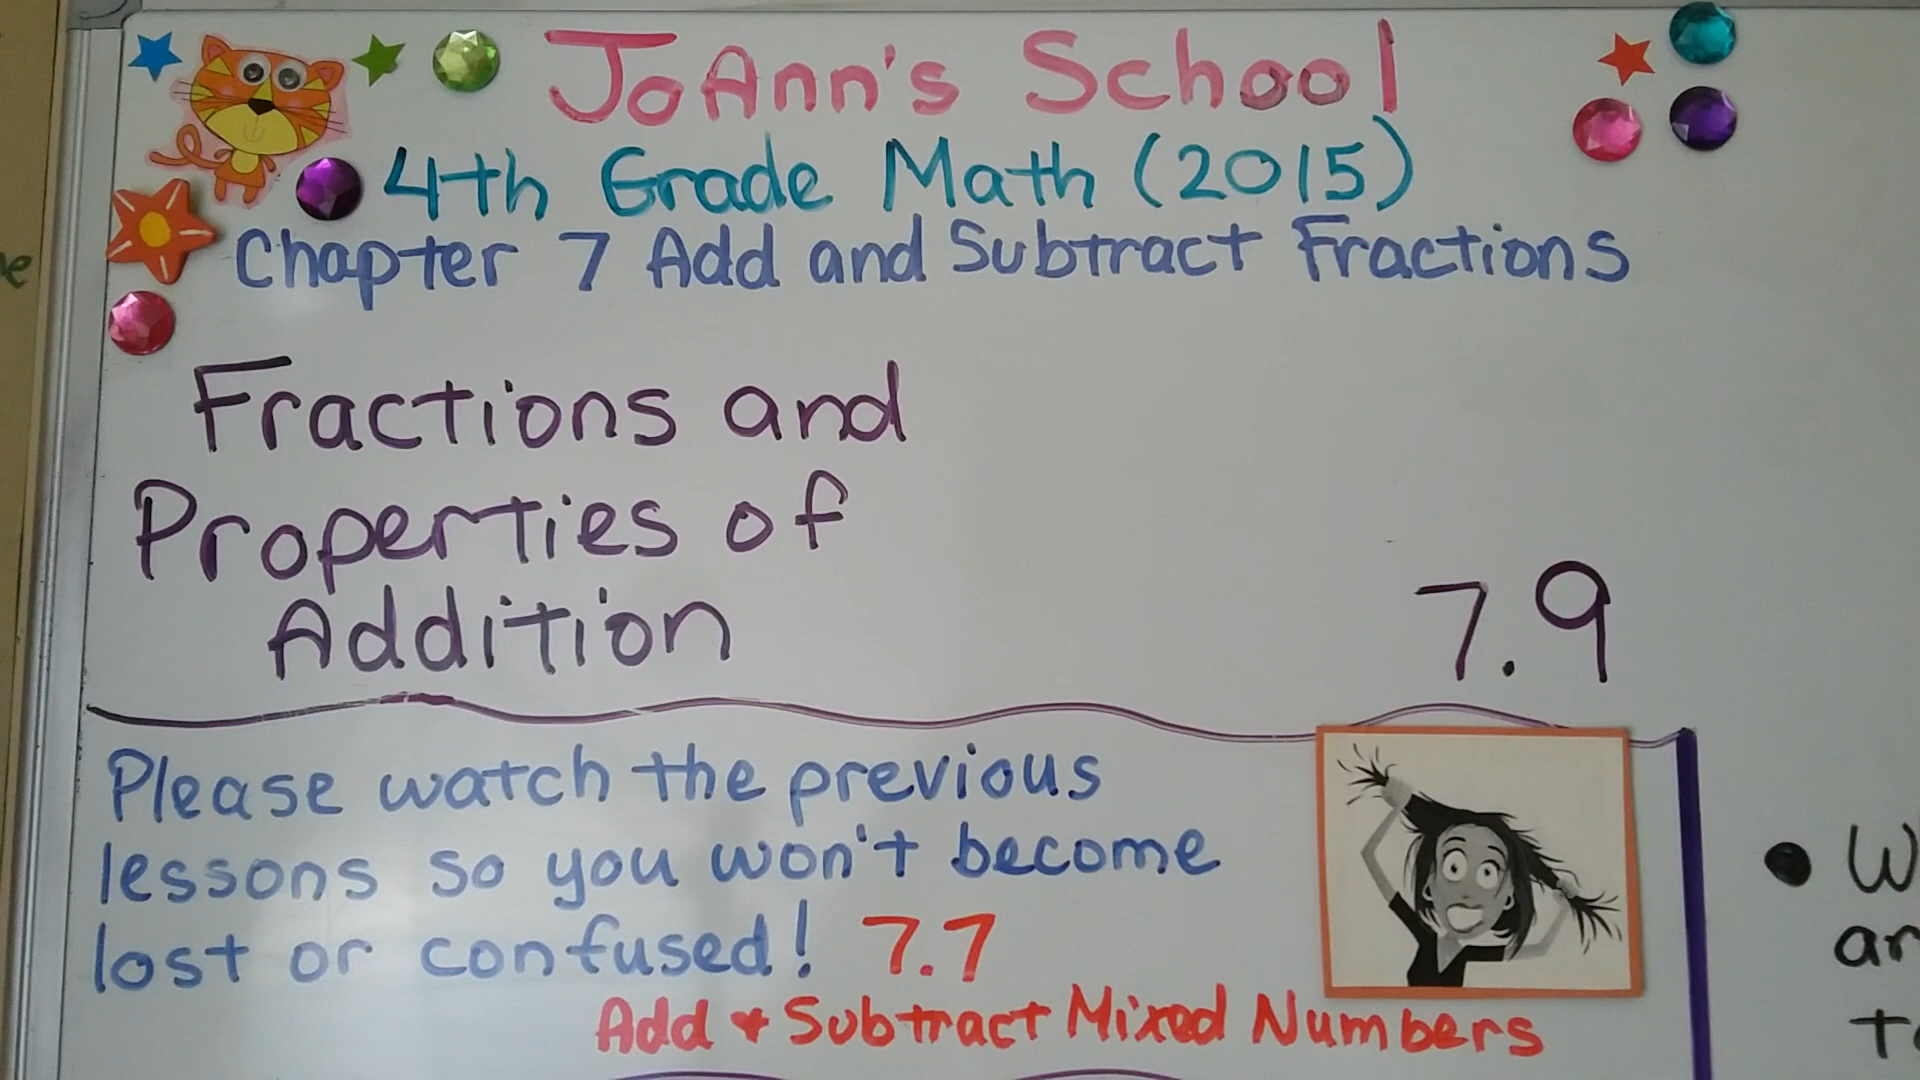 JoAnn's School
4th Grade Math (2015)
Chapter 7 Add and Subtract Fractions
Fractions and
Properties of
Addition
7.9
Please watch the previous
lessons so you won't become
lost or confused! 7.7
Add & Subtract Mixed Numbers